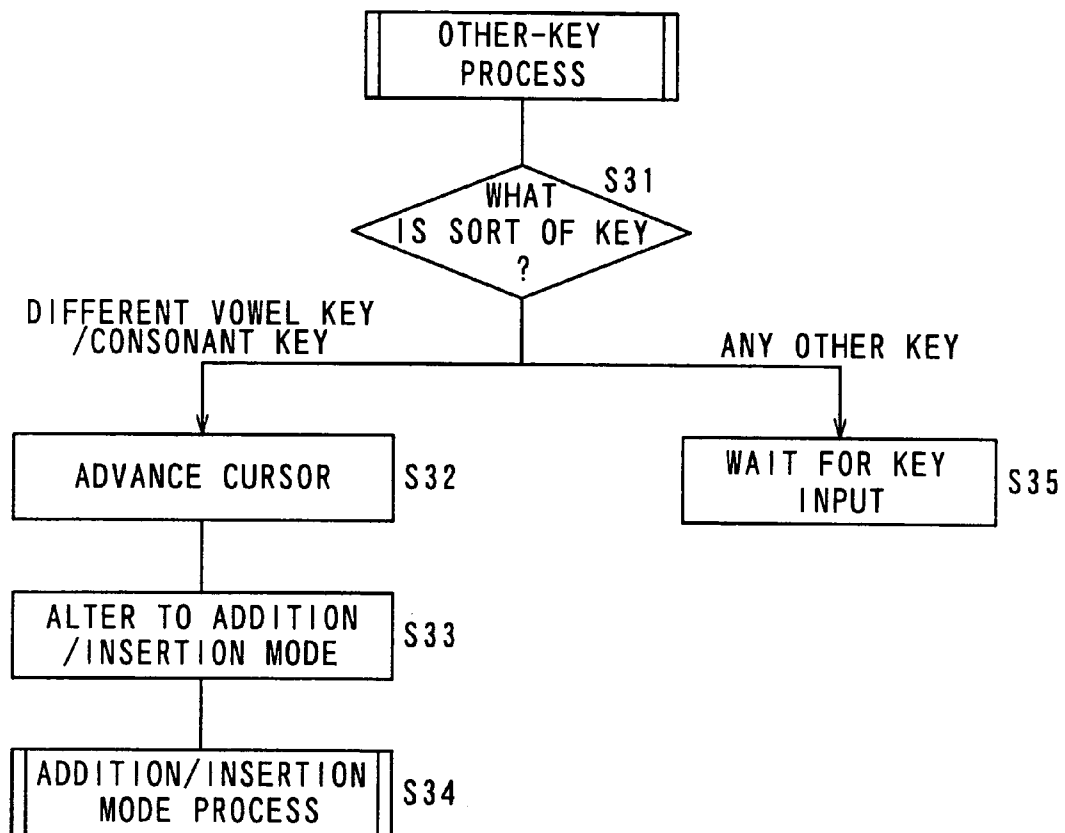 OTHER-KEY
PROCESS
S31
WHAT
IS SORT OF KEY
?
DIFFERENT VOWEL KEY
/CONSONANT KEY
ANY OTHER KEY
ADVANCE CURSOR
S32
WAIT FOR KEY
INPUT
S35
ALTER TO ADDITION
/INSERTION MODE
S33
ADDITION/INSERTION
MODE PROCESS
S34